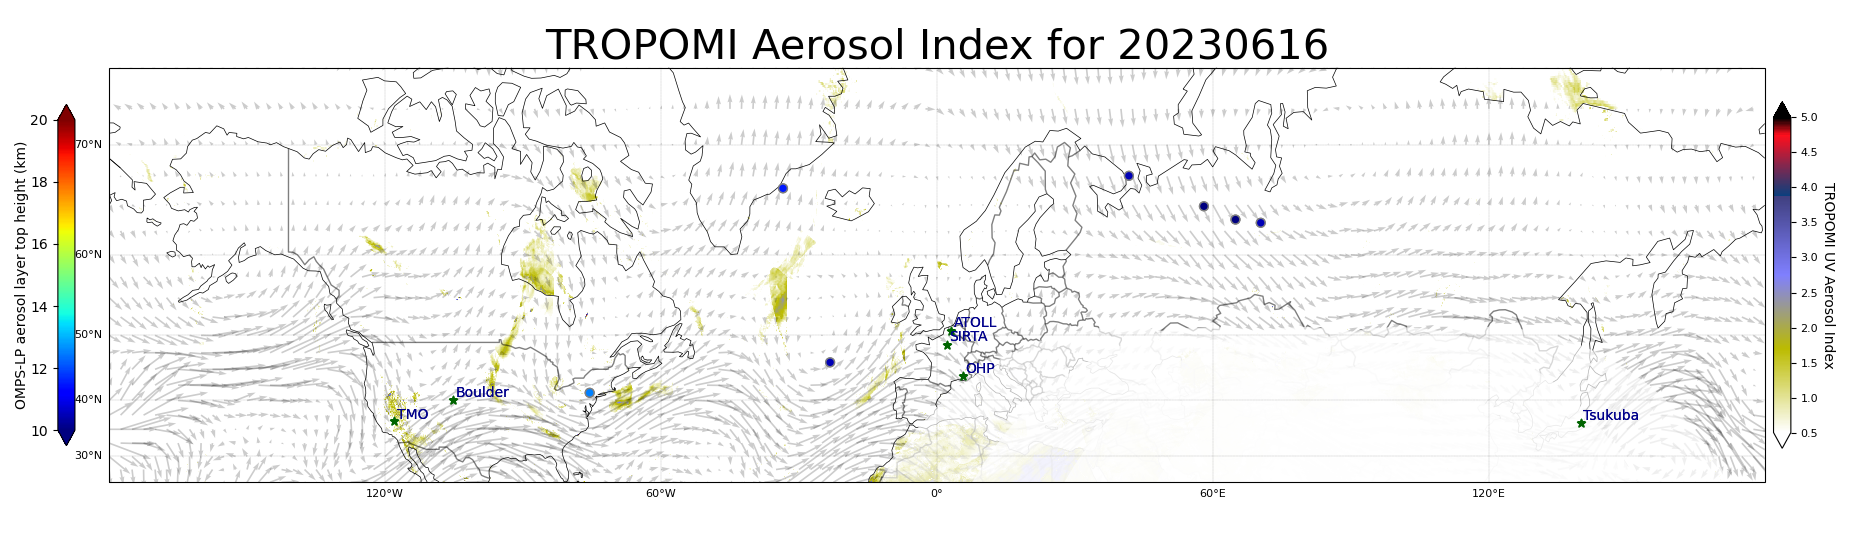 TROPOMI Aerosol Index for 20230616
OMPS-LP aerosol layer top height (km)
20
18
16
14
12
10
70°N
60°N
50°N
40°N
30°N
120°W
60°W
0°
60°E
120°E
ATOLL
SIRTA
OHP
Boulder
TMO
Tsukuba
5.0
4.5
4.0
3.5
3.0
2.5
2.0
1.5
1.0
0.5
TROPOMI UV Aerosol Index